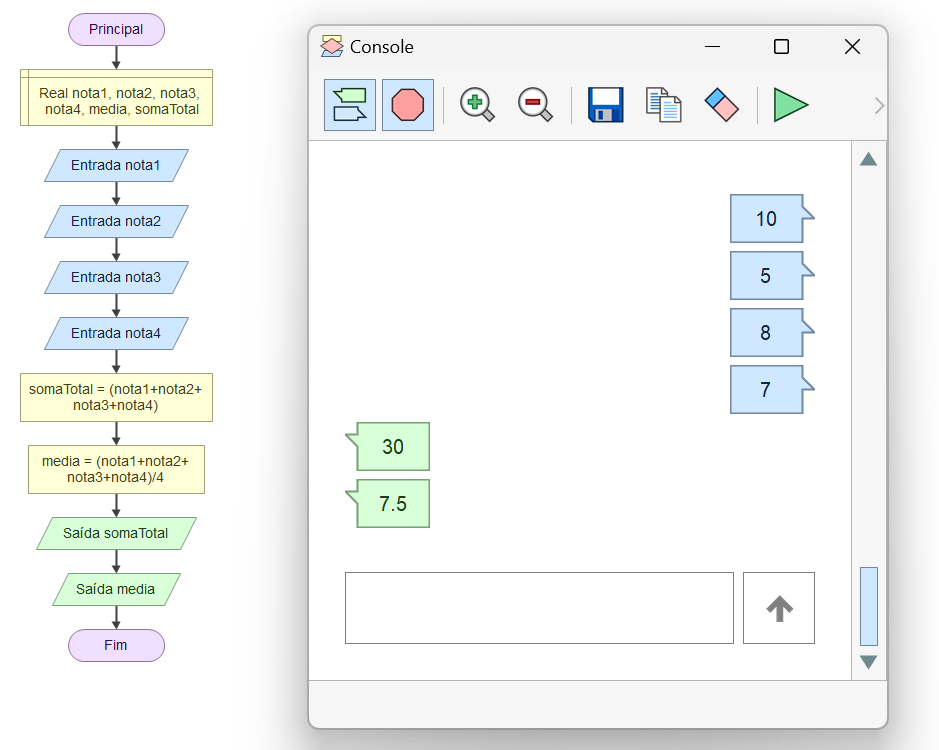 Principal
Real nota1, nota2, nota3,
nota4, media, somaTotal
Entrada nota1
Entrada nota2
Entrada nota3
Entrada nota4
somaTotal = (nota1+nota2+
nota3+nota4)
media = (nota1+nota2+
nota3+nota4)/4
Saída somaTotal
Saída media
Fim
Console
10
5
8
7
30
7.5